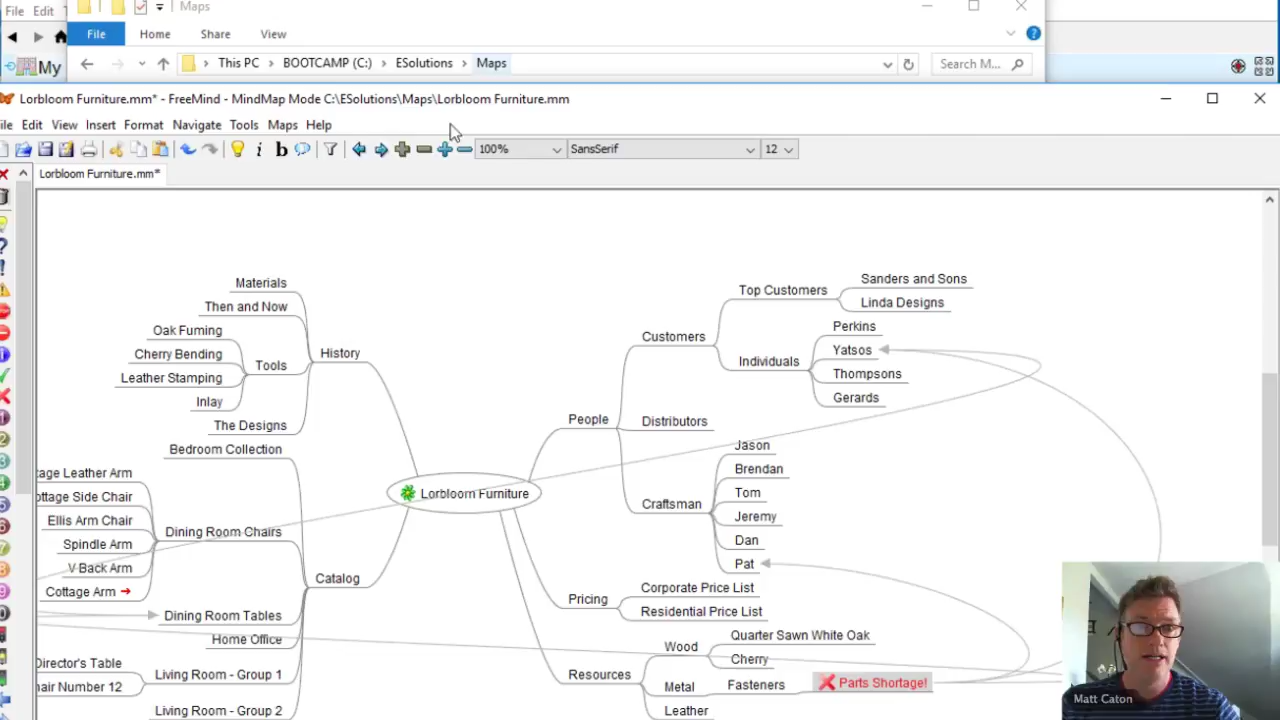 File Edit
Maps
File Home Share View
This PC BOOTCAMP (C:) ESolutions Maps
Search M...
My
Lorbloom Furniture.mm* - FreeMind - MindMap Mode C:\ESolutions\Maps\Lorbloom Furniture.mm
ile Edit View Insert Format Navigate Tools Maps Help
100% SansSerif 12
Lorbloom Furniture.mm*
Materials
Then and Now
Oak Fuming
Cherry Bending
Leather Stamping
Inlay
Tools
History
The Designs
Bedroom Collection
tage Leather Arm
ottage Side Chair
Ellis Arm Chair
Spindle Arm
V Back Arm
Cottage Arm
Dining Room Chairs
Catalog
Dining Room Tables
Home Office
Director's Table
hair Number 12
Living Room - Group 1
Living Room - Group 2
Lorbloom Furniture
People
Customers
Top Customers
Sanders and Sons
Linda Designs
Individuals
Perkins
Yatsos
Thompsons
Gerards
Distributors
Craftsman
Jason
Brendan
Tom
Jeremy
Dan
Pat
Pricing
Corporate Price List
Residential Price List
Resources
Wood
Quarter Sawn White Oak
Cherry
Metal
Fasteners
Parts Shortage!
Leather
Matt Caton